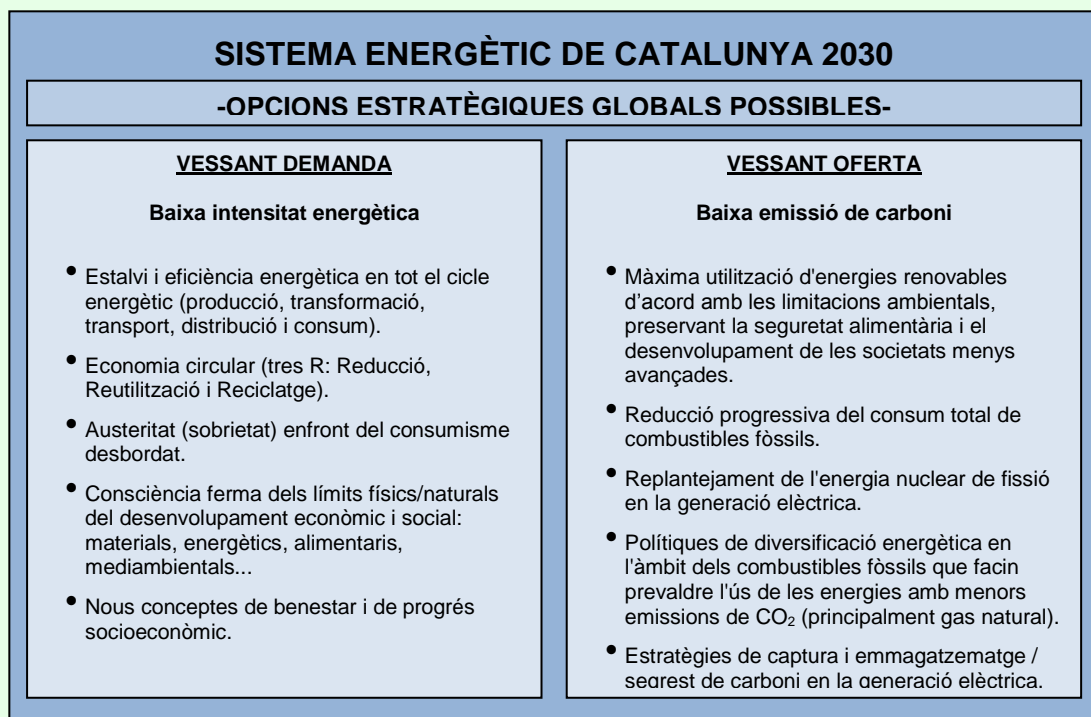 SISTEMA ENERGÈTIC DE CATALUNYA 2030
-OPCIONS ESTRATÈGIQUES GLOBALS POSSIBLES-
VESSANT DEMANDA
Baixa intensitat energètica
• Estalvi i eficiència energètica en tot el cicle
energètic (producció, transformació,
transport, distribució i consum).
• Economia circular (tres R: Reducció,
Reutilització i Reciclatge).
• Austeritat (sobrietat) enfront del consumisme
desbordat.
• Consciència ferma dels límits físics/naturals
del desenvolupament econòmic i social:
materials, energètics, alimentaris,
mediambientals...
• Nous conceptes de benestar i de progrés
socioeconòmic.
VESSANT OFERTA
Baixa emissió de carboni
• Màxima utilització d'energies renovables
d’acord amb les limitacions ambientals,
preservant la seguretat alimentària i el
desenvolupament de les societats menys
avançades.
• Reducció progressiva del consum total de
combustibles fòssils.
• Replantejament de l'energia nuclear de fissió
en la generació elèctrica.
• Polítiques de diversificació energètica en
l'àmbit dels combustibles fòssils que facin
prevaldre l'ús de les energies amb menors
emissions de CO₂ (principalment gas natural).
• Estratègies de captura i emmagatzematge /
segrest de carboni en la generació elèctrica.